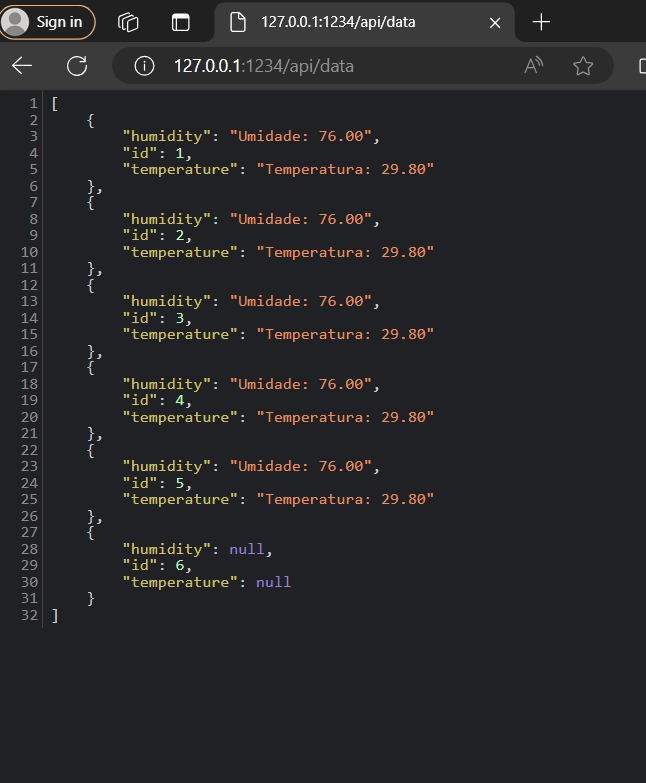 Sign in
127.0.0.1:1234/api/data
127.0.0.1:1234/api/data
1 [
2     {
3         "humidity": "Umidade: 76.00",
4         "id": 1,
5         "temperature": "Temperatura: 29.80"
6     },
7     {
8         "humidity": "Umidade: 76.00",
9         "id": 2,
10         "temperature": "Temperatura: 29.80"
11     },
12     {
13         "humidity": "Umidade: 76.00",
14         "id": 3,
15         "temperature": "Temperatura: 29.80"
16     },
17     {
18         "humidity": "Umidade: 76.00",
19         "id": 4,
20         "temperature": "Temperatura: 29.80"
21     },
22     {
23         "humidity": "Umidade: 76.00",
24         "id": 5,
25         "temperature": "Temperatura: 29.80"
26     },
27     {
28         "humidity": null,
29         "id": 6,
30         "temperature": null
31     }
32 ]